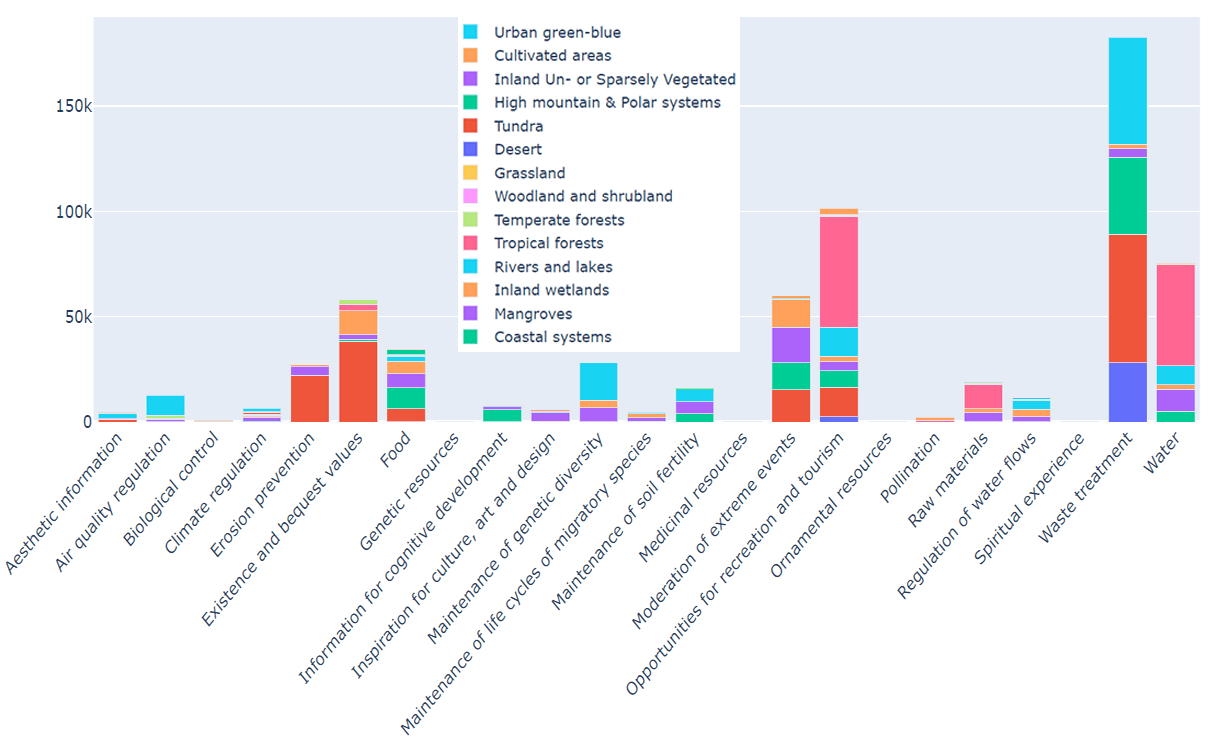 Urban green-blue
Cultivated areas
Inland Un- or Sparsely Vegetated
High mountain & Polar systems
Tundra
Desert
Grassland
Woodland and shrubland
Temperate forests
Tropical forests
Rivers and lakes
Inland wetlands
Mangroves
Coastal systems
150k
100k
50k
0
Aesthetic information
Air quality regulation
Biological control
Climate regulation
Erosion prevention
Existence and bequest values
Food
Genetic resources
Information for cognitive development
Inspiration for culture, art and design
Maintenance of genetic diversity
Maintenance of life cycles of migratory species
Maintenance of soil fertility
Medicinal resources
Moderation of extreme events
Opportunities for recreation and tourism
Ornamental resources
Pollination
Raw materials
Regulation of water flows
Spiritual experience
Waste treatment
Water